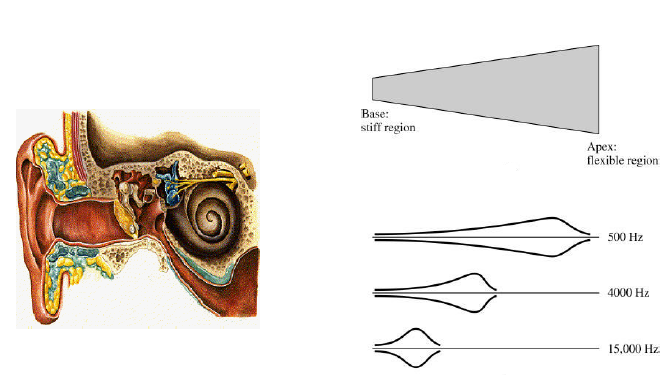 Base:
stiff region
Apex:
flexible region
500 Hz
4000 Hz
15,000 Hz